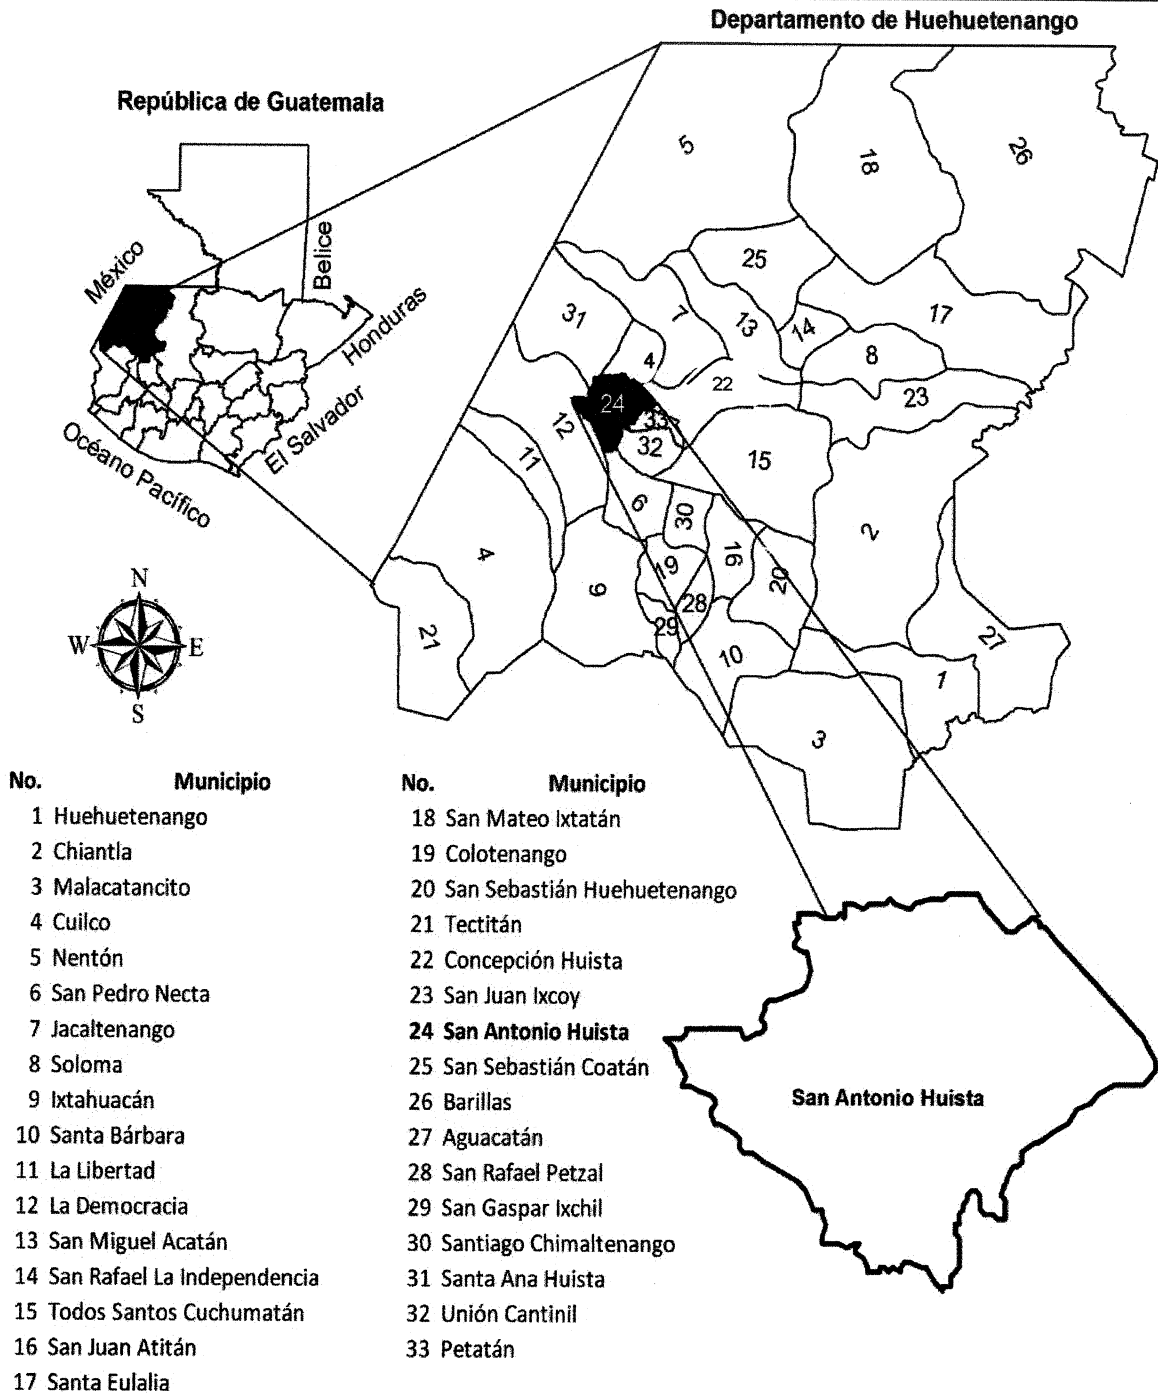 Departamento de Huehuetenango
República de Guatemala
México
Belice
Honduras
El Salvador
Océano Pacífico
N
W E
S
5
18
26
25
31
7
13
14
17
4
8
22
23
24
33
12
32
15
11
6
30
2
4
9
19
16
20
28
29
21
10
27
1
3
San Antonio Huista
No. Municipio
1 Huehuetenango
2 Chiantla
3 Malacatancito
4 Cuilco
5 Nentón
6 San Pedro Necta
7 Jacaltenango
8 Soloma
9 Ixtahuacán
10 Santa Bárbara
11 La Libertad
12 La Democracia
13 San Miguel Acatán
14 San Rafael La Independencia
15 Todos Santos Cuchumatán
16 San Juan Atitán
17 Santa Eulalia
No. Municipio
18 San Mateo Ixtatán
19 Colotenango
20 San Sebastián Huehuetenango
21 Tectitán
22 Concepción Huista
23 San Juan Ixcoy
24 San Antonio Huista
25 San Sebastián Coatán
26 Barillas
27 Aguacatán
28 San Rafael Petzal
29 San Gaspar Ixchil
30 Santiago Chimaltenango
31 Santa Ana Huista
32 Unión Cantinil
33 Petatán